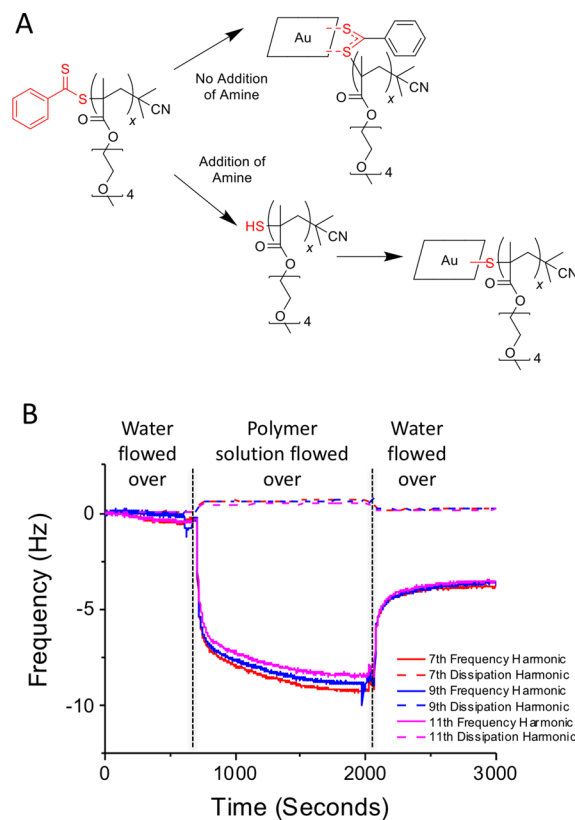 A
Au
S
S
S
S
CN
x
O
O
O
4
No Addition
of Amine
CN
x
O
O
O
4
Addition of
Amine
HS
CN
x
O
O
O
4
Au
S
CN
x
O
O
O
4
B
Water
flowed
over
Polymer
solution flowed
over
Water
flowed
over
Frequency (Hz)
0
-5
-10
7th Frequency Harmonic
7th Dissipation Harmonic
9th Frequency Harmonic
9th Dissipation Harmonic
11th Frequency Harmonic
11th Dissipation Harmonic
0
1000
2000
3000
Time (Seconds)